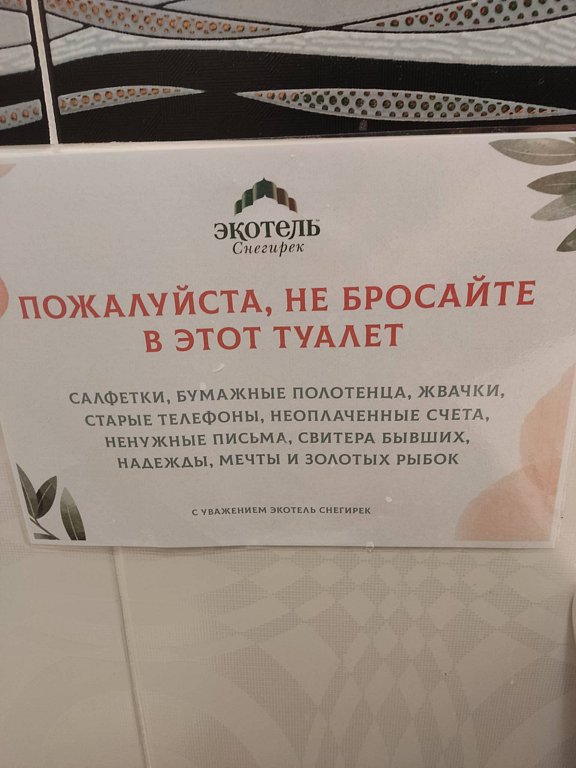 ЭКОТЕЛЬ
Снегирек
ПОЖАЛУЙСТА, НЕ БРОСАЙТЕ
В ЭТОТ ТУАЛЕТ
САЛФЕТКИ, БУМАЖНЫЕ ПОЛОТЕНЦА, ЖВАЧКИ,
СТАРЫЕ ТЕЛЕФОНЫ, НЕОПЛАЧЕННЫЕ СЧЕТА,
НЕНУЖНЫЕ ПИСЬМА, СВИТЕРА БЫВШИХ,
НАДЕЖДЫ, МЕЧТЫ И ЗОЛОТЫХ РЫБОК
С УВАЖЕНИЕМ ЭКОТЕЛЬ СНЕГИРЕК